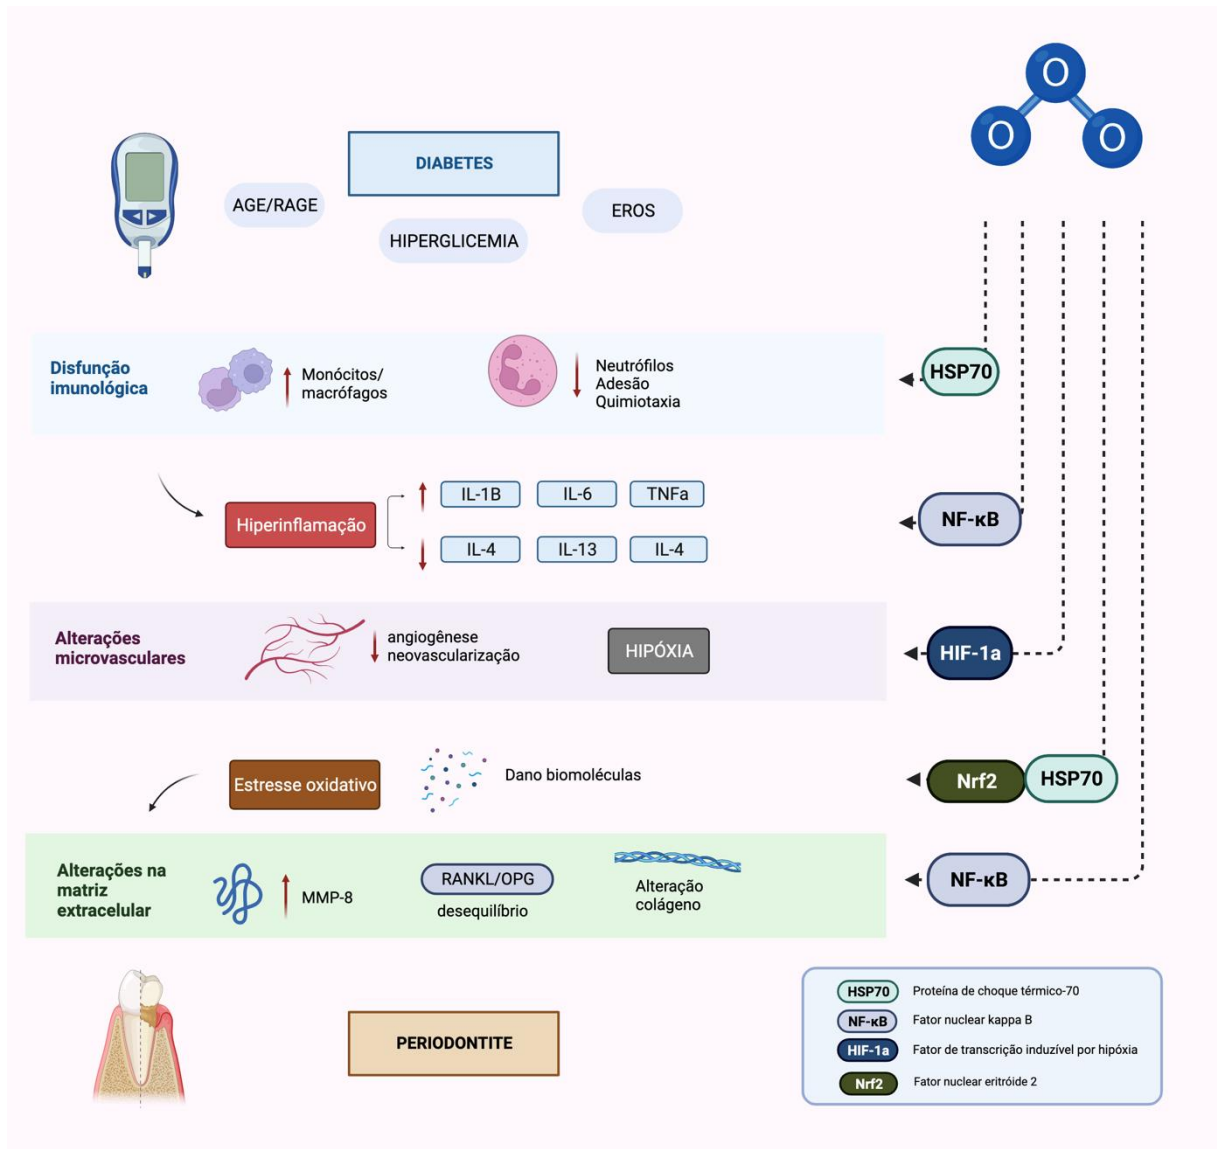 O
O
O
DIABETES
AGE/RAGE
EROS
HIPERGLICEMIA
Disfunção
imunológica
Monócitos/
macrófagos
Neutrófilos
Adesão
Quimiotaxia
HSP70
Hiperinflamação
IL-1B
IL-6
TNFa
IL-4
IL-13
IL-4
NF-κB
Alterações
microvasculares
angiogênese
neovascularização
HIPÓXIA
HIF-1a
Estresse oxidativo
Dano biomoléculas
Nrf2
HSP70
Alterações na
matriz
extracelular
MMP-8
RANKL/OPG
desequilíbrio
Alteração
colágeno
NF-κB
PERIODONTITE
HSP70 Proteína de choque térmico-70
NF-κB Fator nuclear kappa B
HIF-1a Fator de transcrição induzível por hipóxia
Nrf2 Fator nuclear eritróide 2